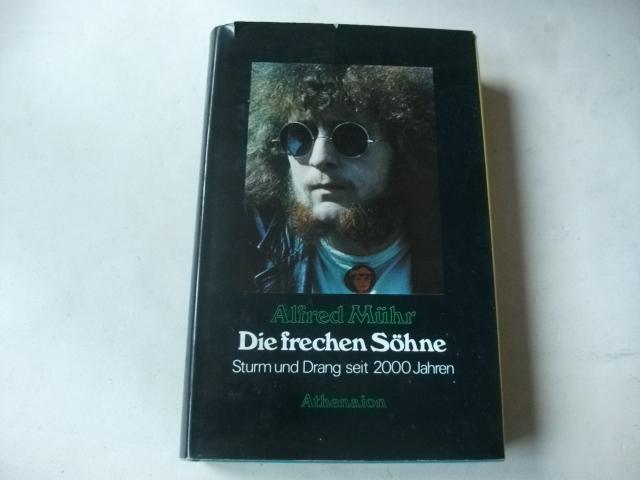 Alfred Mühr
Die frechen Söhne
Sturm und Drang seit 2000 Jahren
Athenaion